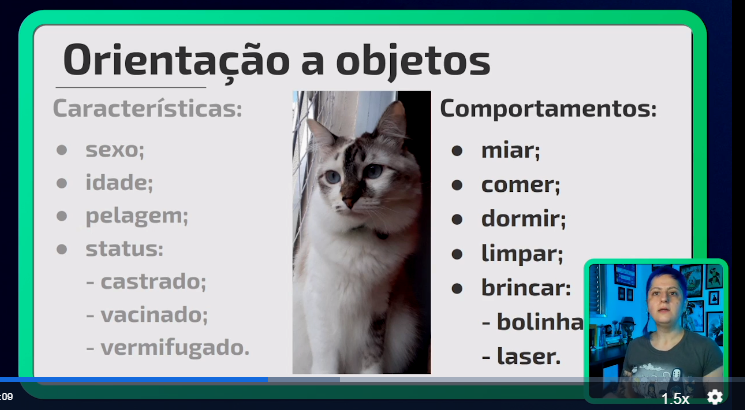 Orientação a objetos
Características:
● sexo;
● idade;
● pelagem;
● status:
- castrado;
- vacinado;
- vermifugado.
Comportamentos:
● miar;
● comer;
● dormir;
● limpar;
● brincar:
- bolinha
- laser.
:09
1.5x